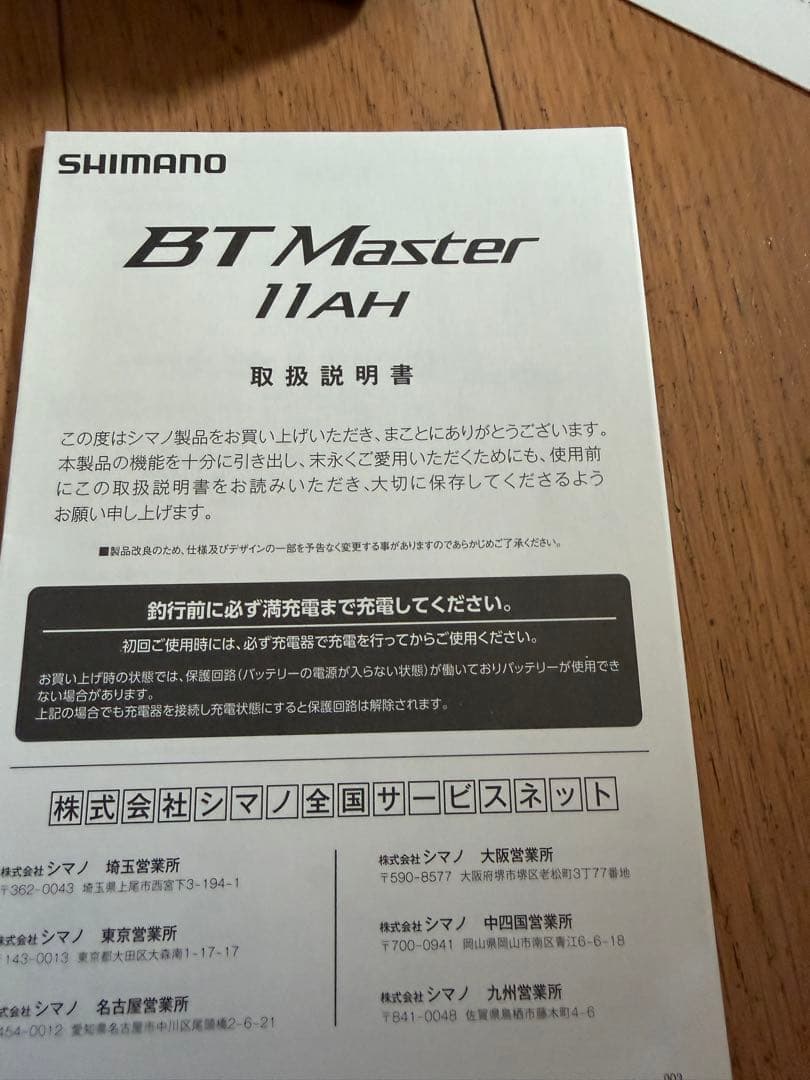 SHIMANO
BT Master
11AH
取扱説明書
この度はシマノ製品をお買い上げいただき、まことにありがとうございます。
本製品の機能を十分に引き出し、末永くご愛用いただくためにも、使用前
にこの取扱説明書をお読みいただき、大切に保存してくださるよう
お願い申し上げます。
■製品改良のため、仕様及びデザインの一部を予告なく変更する事がありますのであらかじめご了承ください。
釣行前に必ず満充電まで充電してください。
初回ご使用時には、必ず充電器で充電を行ってからご使用ください。
お買い上げ時の状態では、保護回路(バッテリーの電源が入らない状態)が働いておりバッテリーが使用でき
ない場合があります。
上記の場合でも充電器を接続し充電状態にすると保護回路は解除されます。
株式会社シマノ全国サービスネット
株式会社シマノ 埼玉営業所
〒362-0043 埼玉県上尾市西宮下3-194-1
株式会社シマノ 東京営業所
〒143-0013 東京都大田区大森南1-17-17
株式会社シマノ 名古屋営業所
454-0012 愛知県名古屋市中川区尾頭橋2-6-21
株式会社シマノ 大阪営業所
〒590-8577 大阪府堺市堺区老松町3丁77番地
株式会社シマノ 中四国営業所
〒700-0941 岡山県岡山市南区青江6-6-18
株式会社シマノ 九州営業所
〒841-0048 佐賀県鳥栖市藤木町4-6